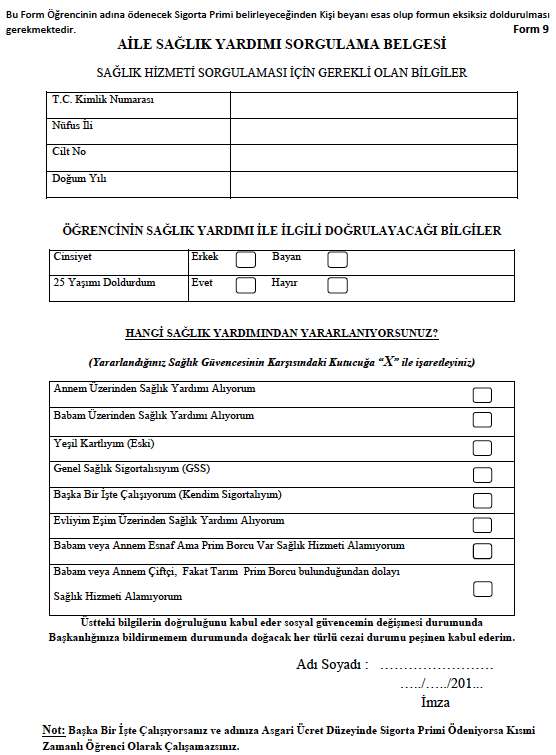 Bu Form Öğrencinin adına ödenecek Sigorta Primi belirleyeceğinden Kişi beyanı esas olup formun eksiksiz doldurulması
gerekmektedir. Form 9
AİLE SAĞLIK YARDIMI SORGULAMA BELGESİ
SAĞLIK HİZMETİ SORGULAMASI İÇİN GEREKLİ OLAN BİLGİLER
T.C. Kimlik Numarası
Nüfus İli
Cilt No
Doğum Yılı
ÖĞRENCİNİN SAĞLIK YARDIMI İLE İLGİLİ DOĞRULAYACAĞI BİLGİLER
Cinsiyet Erkek Bayan
25 Yaşımı Doldurdum Evet Hayır
HANGİ SAĞLIK YARDIMINDAN YARARLANIYORSUNUZ?
(Yararlandığınız Sağlık Güvencesinin Karşısındaki Kutucuğa “X” ile işaretleyiniz)
Annem Üzerinden Sağlık Yardımı Alıyorum
Babam Üzerinden Sağlık Yardımı Alıyorum
Yeşil Kartlıyım (Eski)
Genel Sağlık Sigortalısıyım (GSS)
Başka Bir İşte Çalışıyorum (Kendim Sigortalıyım)
Evliyim Eşim Üzerinden Sağlık Yardımı Alıyorum
Babam veya Annem Esnaf Ama Prim Borcu Var Sağlık Hizmeti Alamıyorum
Babam veya Annem Çiftçi, Fakat Tarım Prim Borcu bulunduğundan dolayı
Sağlık Hizmeti Alamıyorum
Üstteki bilgilerin doğruluğunu kabul eder sosyal güvencemin değişmesi durumunda
Başkanlığınıza bildirmemem durumunda doğacak her türlü cezai durumu peşinen kabul ederim.
Adı Soyadı : ……………………
…../…../201...
İmza
Not: Başka Bir İşte Çalışıyorsanız ve adınıza Asgari Ücret Düzeyinde Sigorta Primi Ödeniyorsa Kısmi
Zamanlı Öğrenci Olarak Çalışamazsınız.